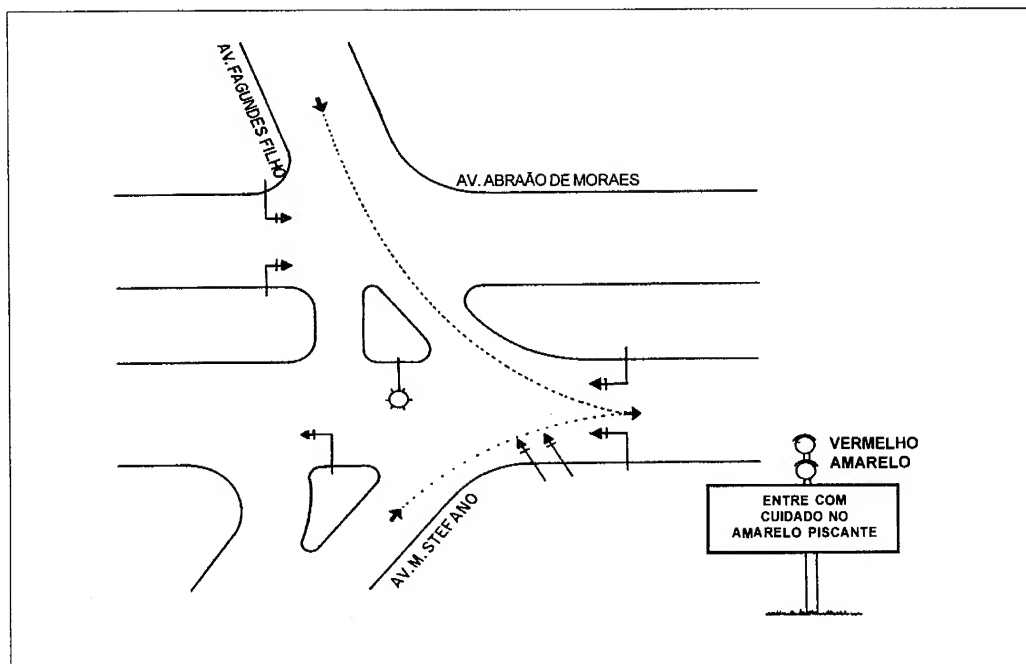 AV. FAGUNDES FILHO
AV. ABRAÃO DE MORAES
AV. M. STEFANO
VERMELHO
AMARELO
ENTRE COM
CUIDADO NO
AMARELO PISCANTE